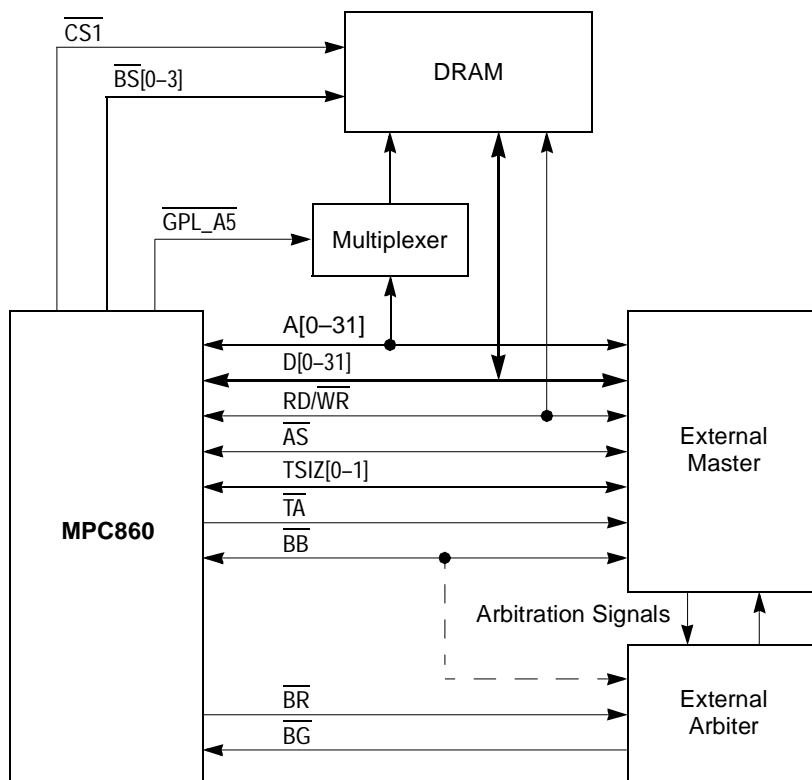 CS1
DRAM
BS[0–3]
GPL_A5
Multiplexer
A[0–31]
D[0–31]
RD/WR
AS
External
Master
TSIZ[0–1]
TA
MPC860
BB
Arbitration Signals
BR
External
Arbiter
BG